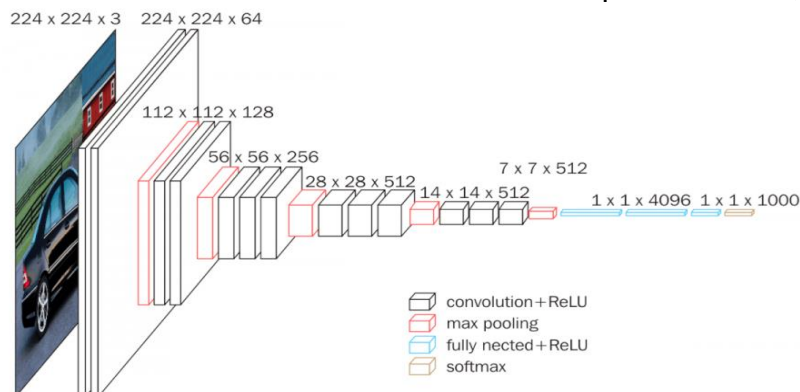 224 x 224 x 3
224 x 224 x 64
112 x 112 x 128
56 x 56 x 256
28 x 28 x 512
14 x 14 x 512
7 x 7 x 512
1 x 1 x 4096
1 x 1 x 1000
convolution+ReLU
max pooling
fully nected+ReLU
softmax